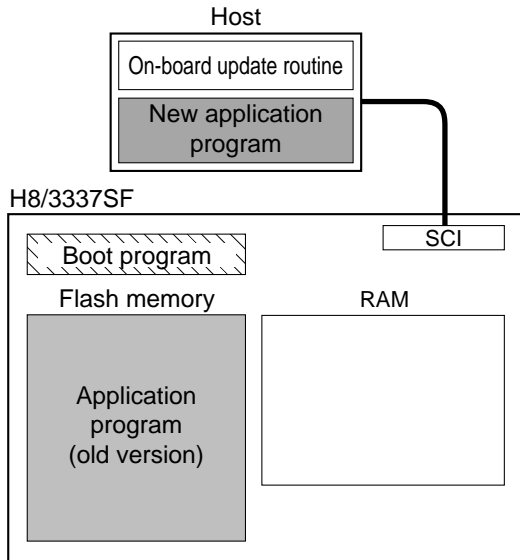 Host
On-board update routine
New application
program
H8/3337SF
SCI
Boot program
Flash memory
RAM
Application
program
(old version)